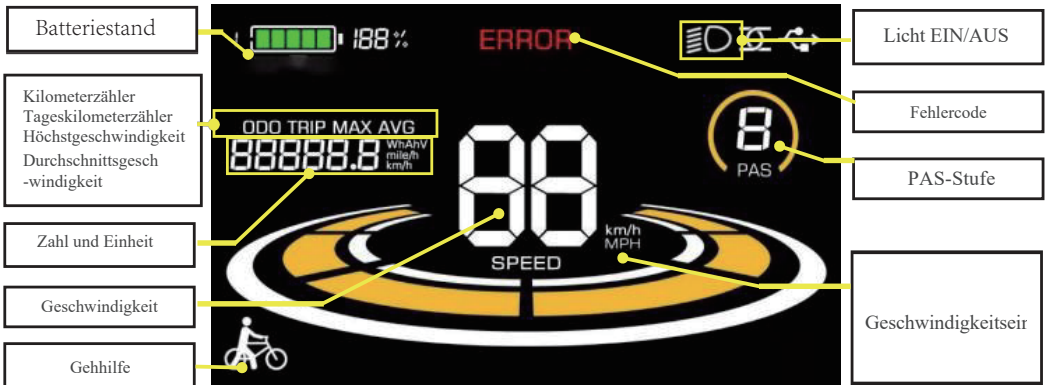 Batteriestand
Kilometerzähler
Tageskilometerzähler
Höchstgeschwindigkeit
Durchschnittsgesch
-windigkeit
Zahl und Einheit
Geschwindigkeit
Gehhilfe
188 %
ERROR
ODO TRIP MAX AVG
88888.8
WhAhV
mile/h
km/h
88
km/h
MPH
SPEED
8
PAS
Licht EIN/AUS
Fehlercode
PAS-Stufe
Geschwindigkeitsein